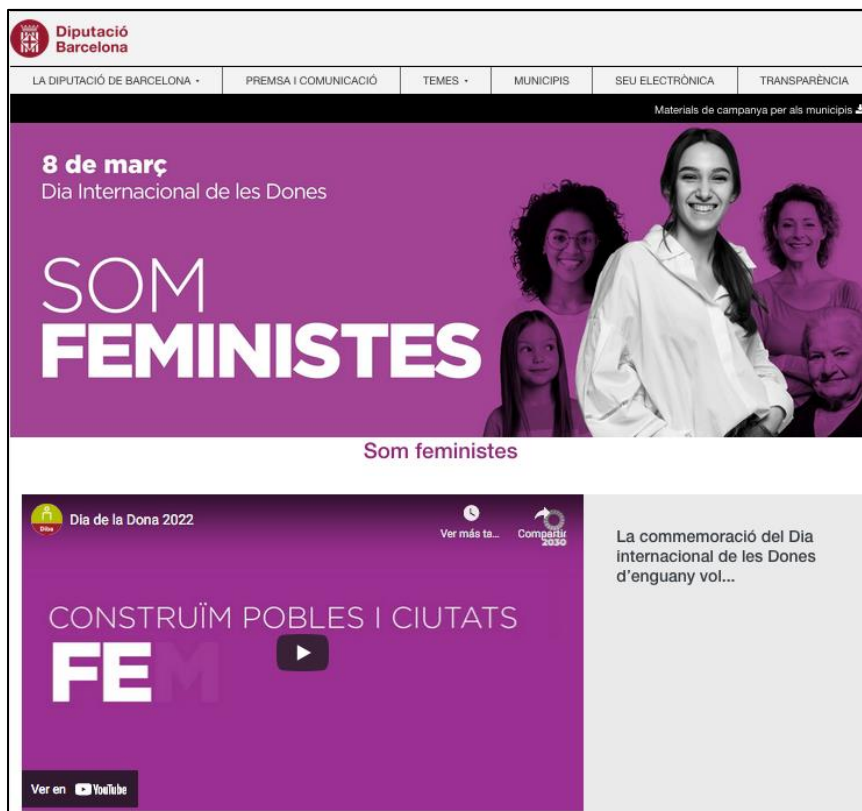 Diputació
Barcelona
LA DIPUTACIÓ DE BARCELONA
PREMSA I COMUNICACIÓ
TEMES
MUNICIPIS
SEU ELECTRÒNICA
TRANSPARÈNCIA
Materials de campanya per als municipis
8 de març
Dia Internacional de les Dones
SOM
FEMINISTES
Som feministes
Diba
Dia de la Dona 2022
Ver más ta...
Compartir
2030
CONSTRUÏM POBLES I CIUTATS
FEM
Ver en YouTube
La commemoració del Dia
internacional de les Dones
d'enguany vol...